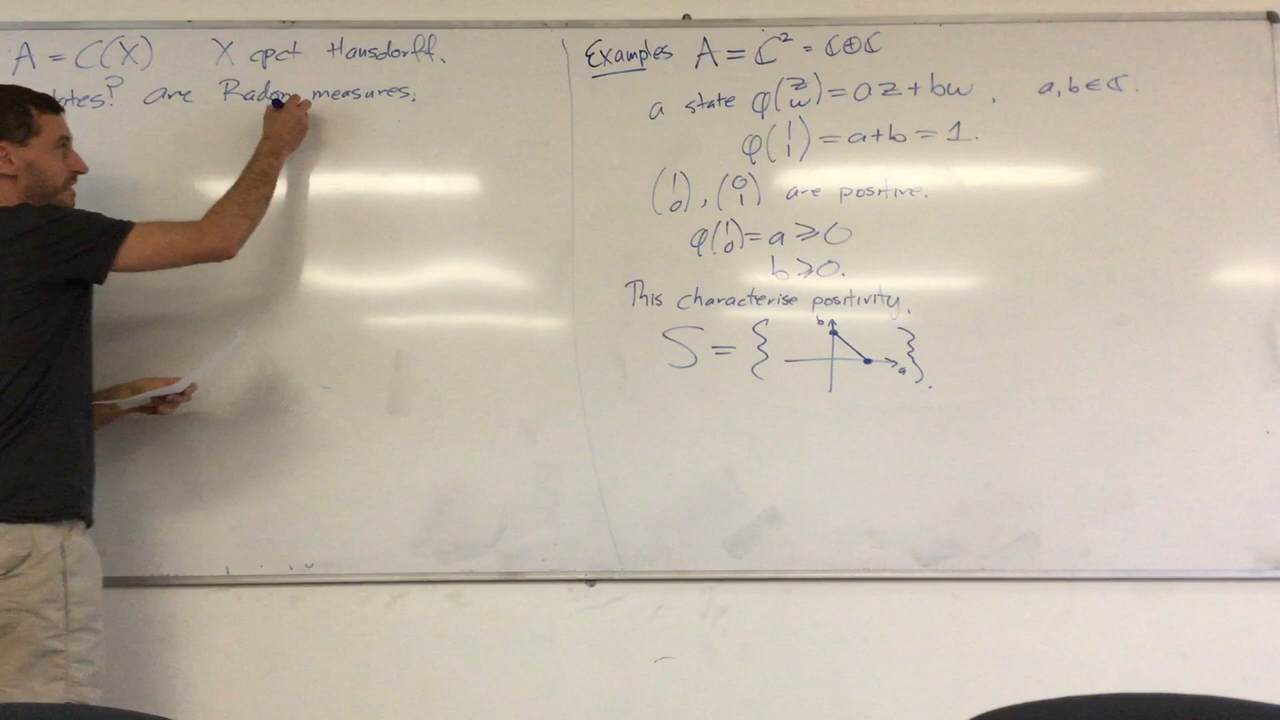 A = C(X) X cpct Hausdorff.
are Radon measures.
Examples A = ℂ² = ℂ⊕ℂ
a state φ(z w) = az + bw, a, b ∈ ℂ.
φ(1 1) = a+b = 1.
(1 0), (0 1) are positive.
φ(1 0) = a ⩾ 0
b ⩾ 0.
This characterise positivity.
S = { b a }.